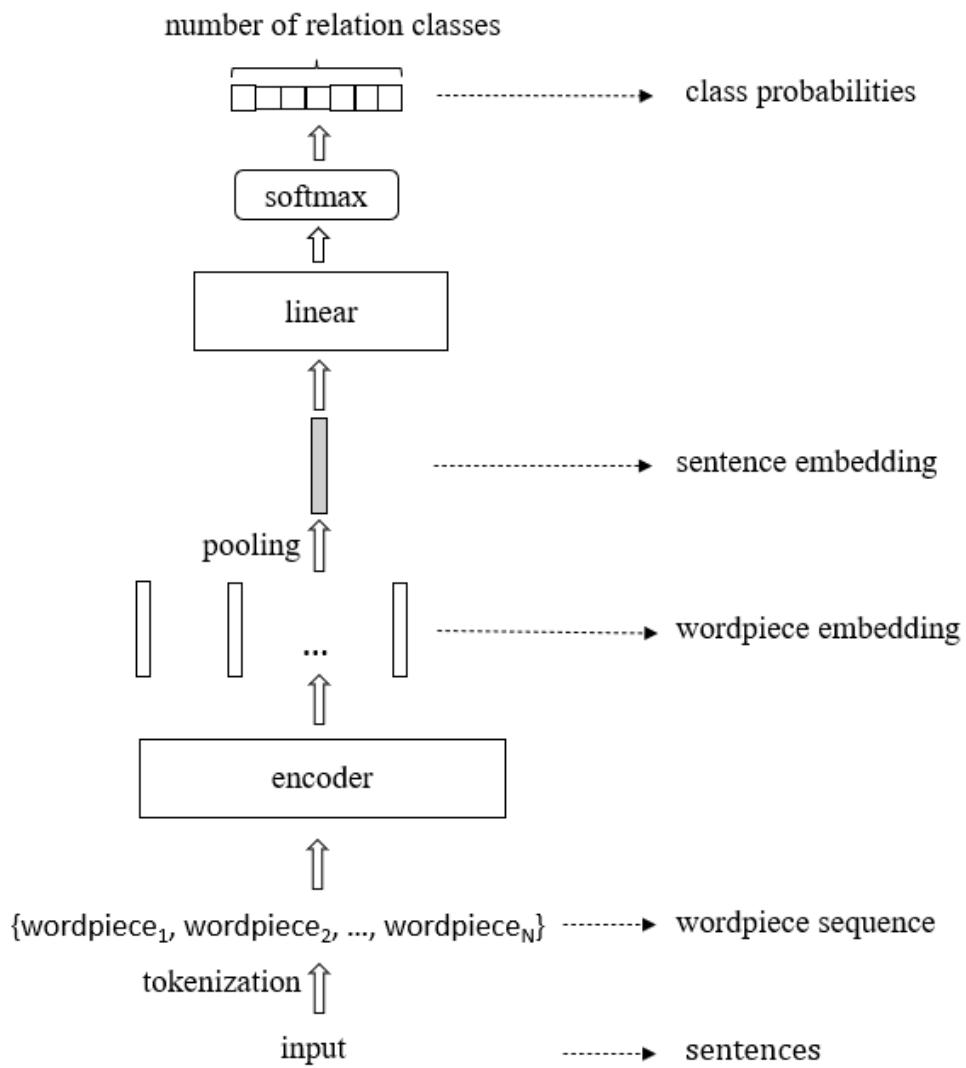 number of relation classes
class probabilities
softmax
linear
sentence embedding
pooling
wordpiece embedding
...
encoder
{wordpiece₁, wordpiece₂, ..., wordpieceN}
wordpiece sequence
tokenization
input
sentences